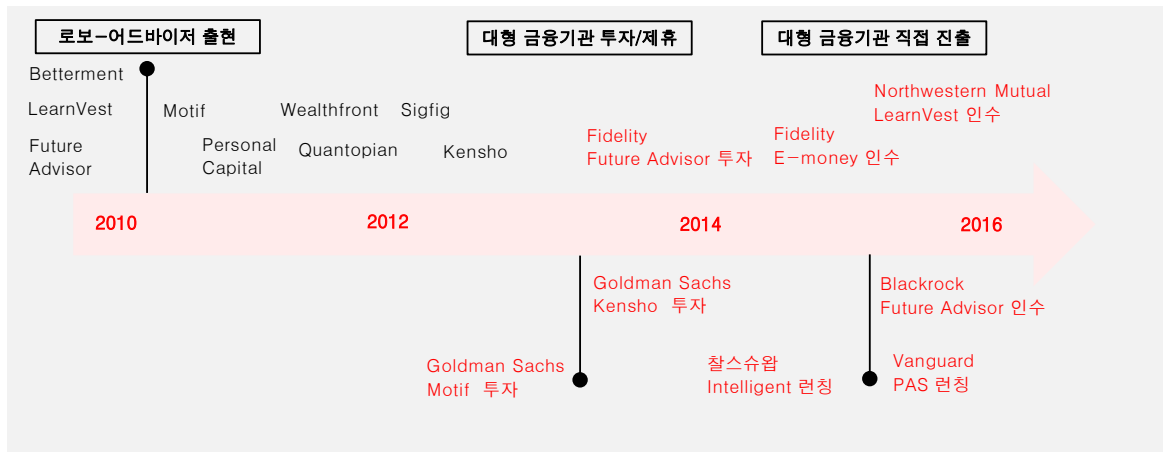 로보-어드바이저 출현
대형 금융기관 투자/제휴
대형 금융기관 직접 진출
Betterment
LearnVest
Future
Advisor
Motif
Personal
Capital
Wealthfront
Quantopian
Sigfig
Kensho
Fidelity
Future Advisor 투자
Fidelity
E-money 인수
Northwestern Mutual
LearnVest 인수
2010
2012
2014
2016
Goldman Sachs
Kensho 투자
Goldman Sachs
Motif 투자
찰스슈왑
Intelligent 런칭
Blackrock
Future Advisor 인수
Vanguard
PAS 런칭